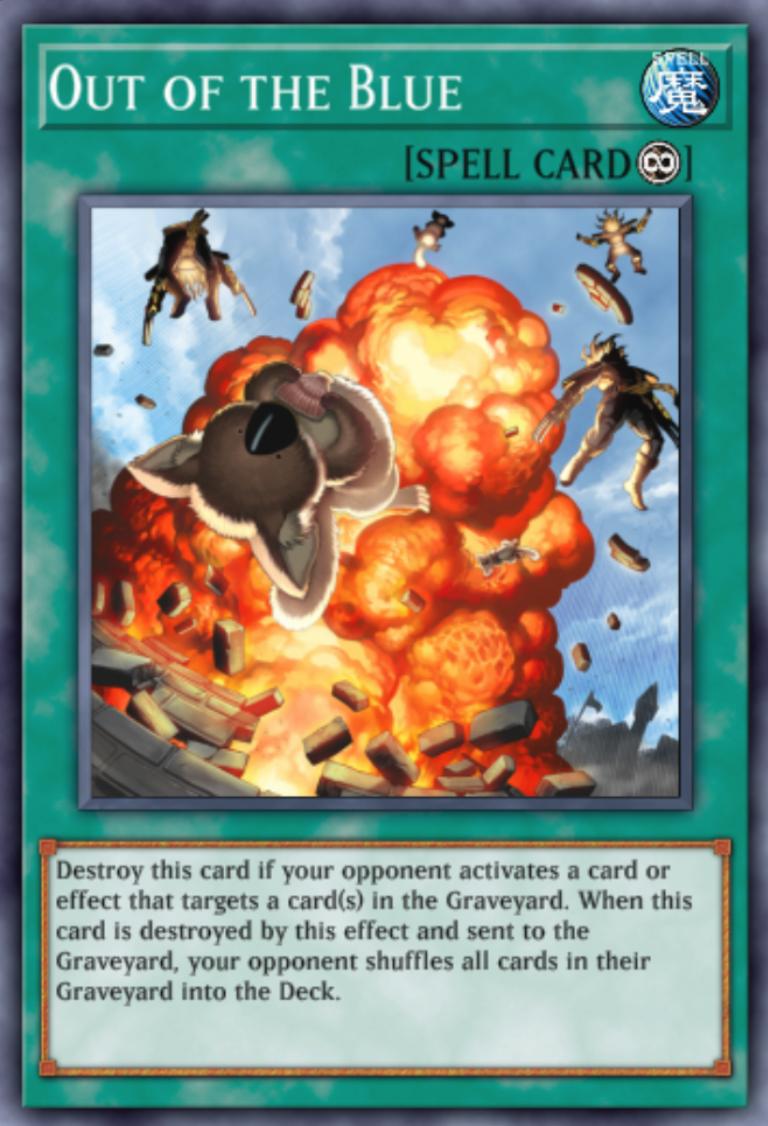 OUT OF THE BLUE
SPELL
魔
[SPELL CARD]
Destroy this card if your opponent activates a card or
effect that targets a card(s) in the Graveyard. When this
card is destroyed by this effect and sent to the
Graveyard, your opponent shuffles all cards in their
Graveyard into the Deck.